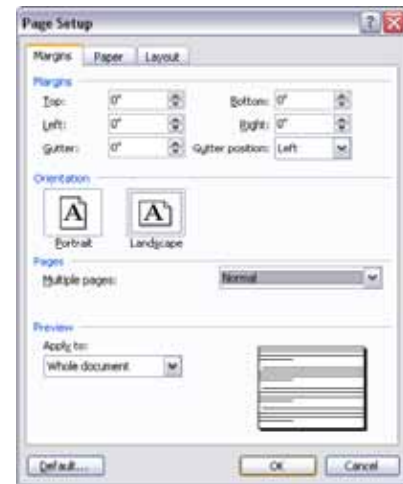 Page Setup
Margins Paper Layout
Margins
Top: 0" Bottom: 0"
Left: 0" Right: 0"
Gutter: 0" Gutter position: Left
Orientation
A A
Portrait Landscape
Pages
Multiple pages: Normal
Preview
Apply to:
Whole document
Default... OK Cancel